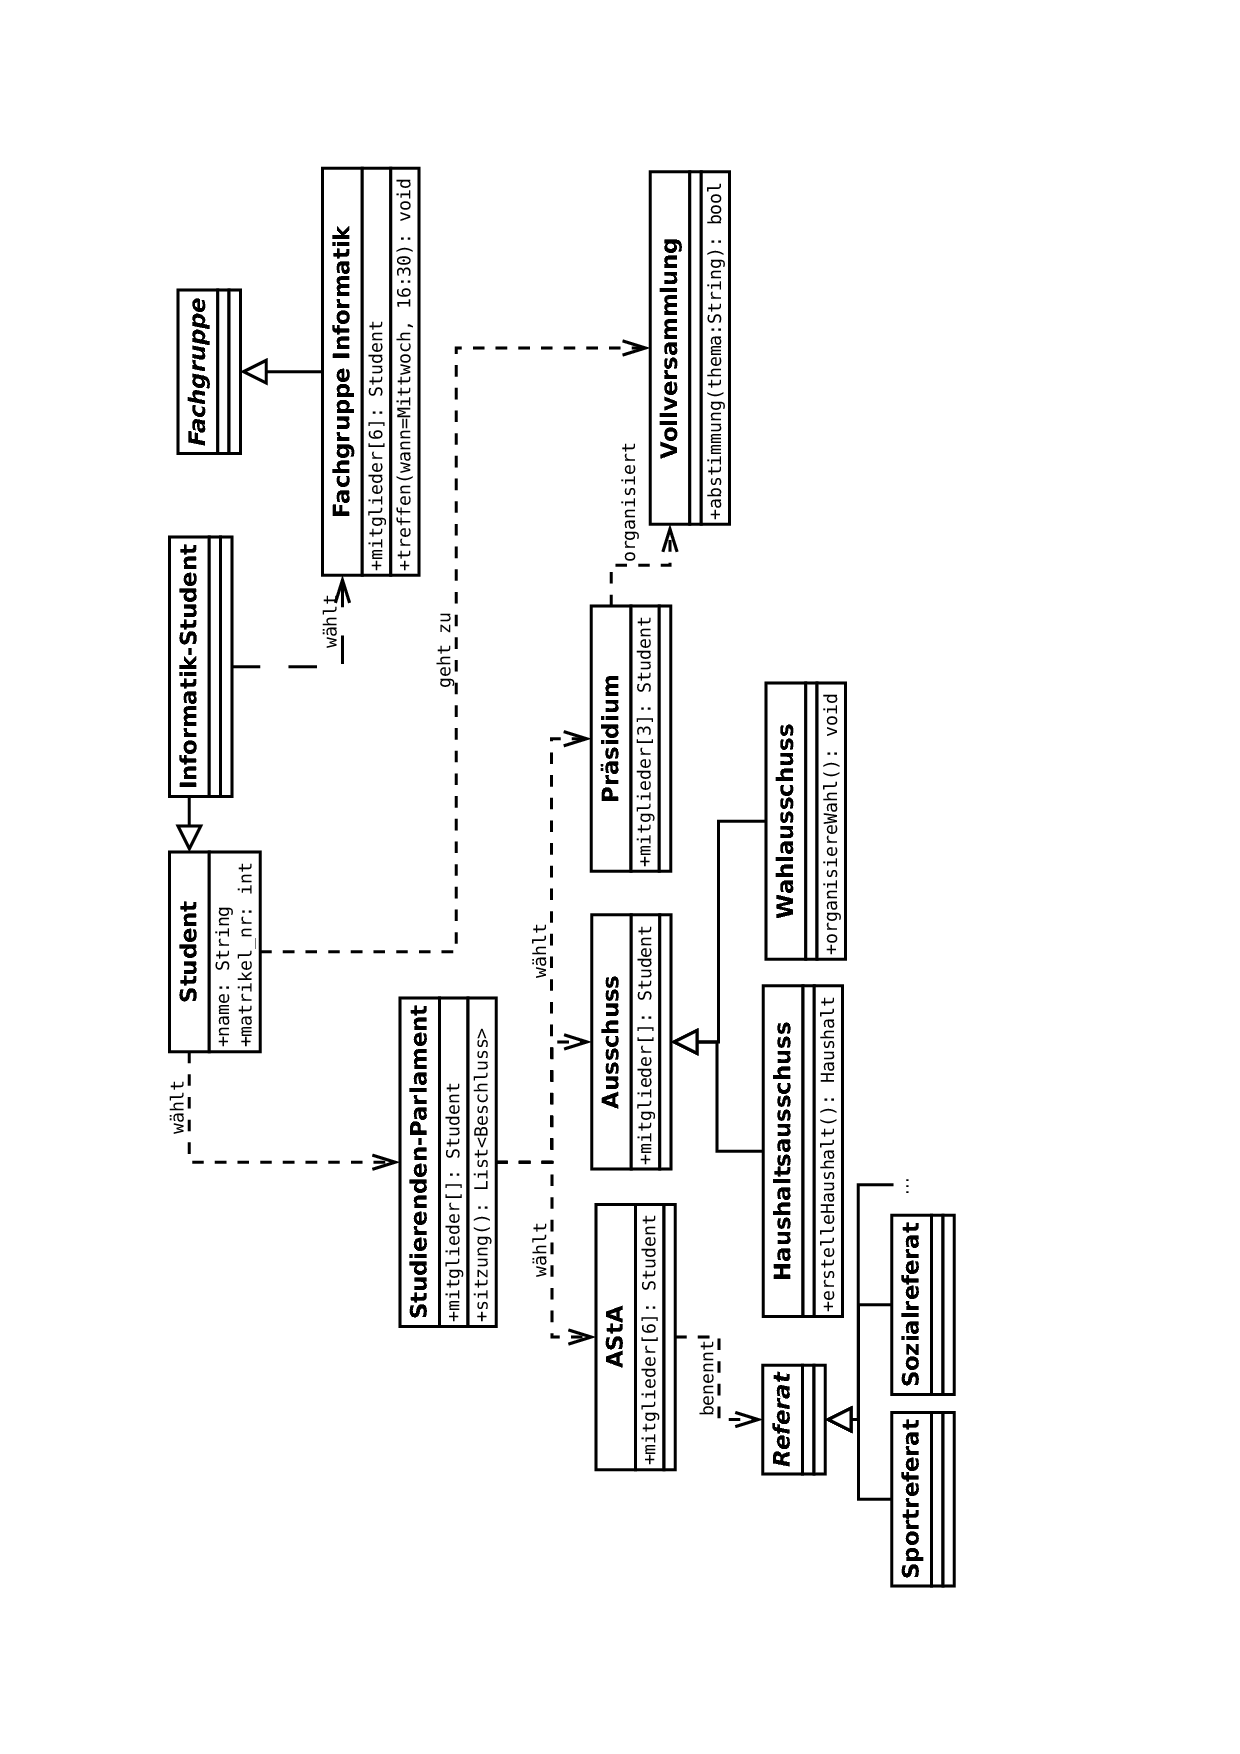 Student
+name: String
+matrikel_nr: int
Informatik-Student
Fachgruppe
wählt
wählt
Fachgruppe Informatik
+mitglieder[6]: Student
+treffen(wann=Mittwoch, 16:30): void
Studierenden-Parlament
+mitglieder[]: Student
+sitzung(): List<Beschluss>
geht zu
wählt
wählt
organisiert
AStA
+mitglieder[6]: Student
Ausschuss
+mitglieder[]: Student
Präsidium
+mitglieder[3]: Student
Vollversammlung
+abstimmung(thema:String): bool
benennt
Referat
Haushaltsausschuss
+erstelleHaushalt(): Haushalt
Wahlausschuss
+organisiereWahl(): void
Sportreferat
Sozialreferat
...